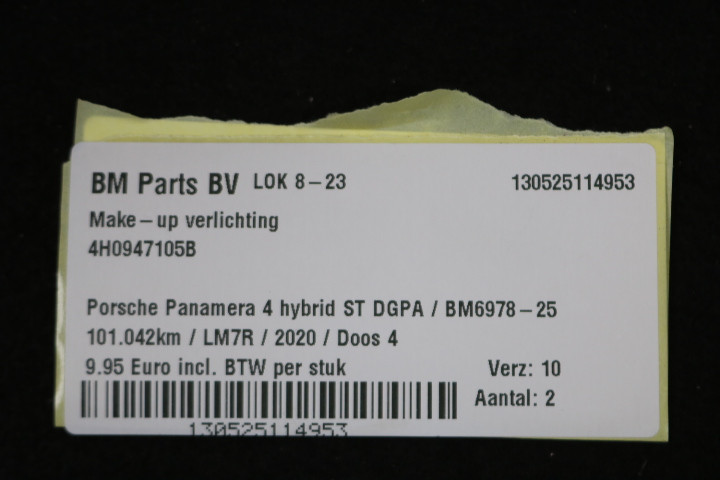 BM Parts BV LOK 8-23 130525114953
Make-up verlichting
4H0947105B
Porsche Panamera 4 hybrid ST DGPA / BM6978-25
101.042km / LM7R / 2020 / Doos 4
9.95 Euro incl. BTW per stuk Verz: 10
Aantal: 2
130525114953